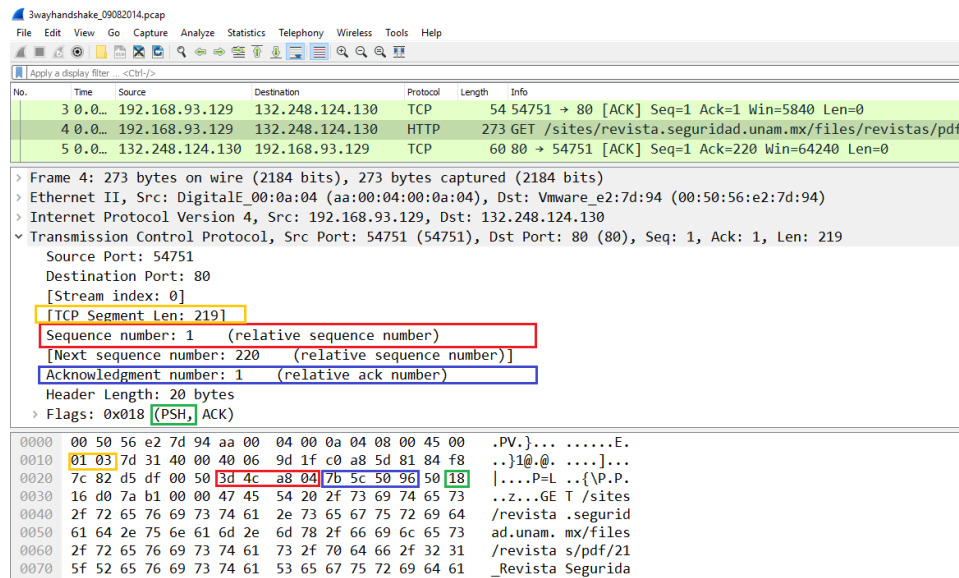 3wayhandshake_09082014.pcap
File Edit View Go Capture Analyze Statistics Telephony Wireless Tools Help
Apply a display filter ... <Ctrl-/>
No. Time Source Destination Protocol Length Info
3 0.0… 192.168.93.129 132.248.124.130 TCP 54 54751 → 80 [ACK] Seq=1 Ack=1 Win=5840 Len=0
4 0.0… 192.168.93.129 132.248.124.130 HTTP 273 GET /sites/revista.seguridad.unam.mx/files/revistas/pdf
5 0.0… 132.248.124.130 192.168.93.129 TCP 60 80 → 54751 [ACK] Seq=1 Ack=220 Win=64240 Len=0
> Frame 4: 273 bytes on wire (2184 bits), 273 bytes captured (2184 bits)
> Ethernet II, Src: DigitalE_00:0a:04 (aa:00:04:00:0a:04), Dst: Vmware_e2:7d:94 (00:50:56:e2:7d:94)
> Internet Protocol Version 4, Src: 192.168.93.129, Dst: 132.248.124.130
Transmission Control Protocol, Src Port: 54751 (54751), Dst Port: 80 (80), Seq: 1, Ack: 1, Len: 219
Source Port: 54751
Destination Port: 80
[Stream index: 0]
[TCP Segment Len: 219]
Sequence number: 1 (relative sequence number)
[Next sequence number: 220 (relative sequence number)]
Acknowledgment number: 1 (relative ack number)
Header Length: 20 bytes
> Flags: 0x018 (PSH, ACK)
0000 00 50 56 e2 7d 94 aa 00 04 00 0a 04 08 00 45 00 .PV.}... ......E.
0010 01 03 7d 31 40 00 40 06 9d 1f c0 a8 5d 81 84 f8 ..}1@.@. ....]...
0020 7c 82 d5 df 00 50 3d 4c a8 04 7b 5c 50 96 50 18 |....P=L ..{\P.P.
0030 16 d0 7a b1 00 00 47 45 54 20 2f 73 69 74 65 73 ..z...GE T /sites
0040 2f 72 65 76 69 73 74 61 2e 73 65 67 75 72 69 64 /revista .segurid
0050 61 64 2e 75 6e 61 6d 2e 6d 78 2f 66 69 6c 65 73 ad.unam. mx/files
0060 2f 72 65 76 69 73 74 61 73 2f 70 64 66 2f 32 31 /revista s/pdf/21
0070 5f 52 65 76 69 73 74 61 53 65 67 75 72 69 64 61 _Revista Segurida